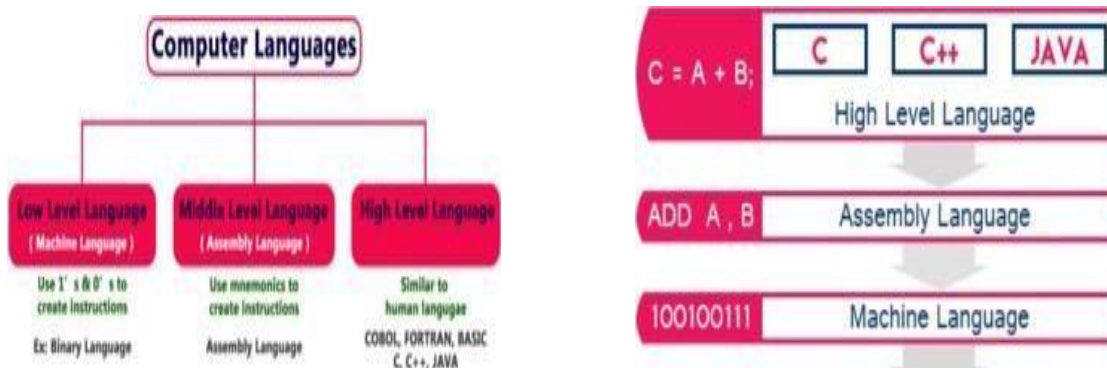 Computer Languages
Low Level Language
( Machine Language )
Use 1' s & 0' s to
create instructions
Ex: Binary Language
Middle Level Language
( Assembly Language )
Use mnemonics to
create instructions
Assembly Language
High Level Language
Similar to
human langugae
COBOL, FORTRAN, BASIC
C, C++, JAVA
C = A + B;
C
C++
JAVA
High Level Language
ADD A , B
Assembly Language
100100111
Machine Language